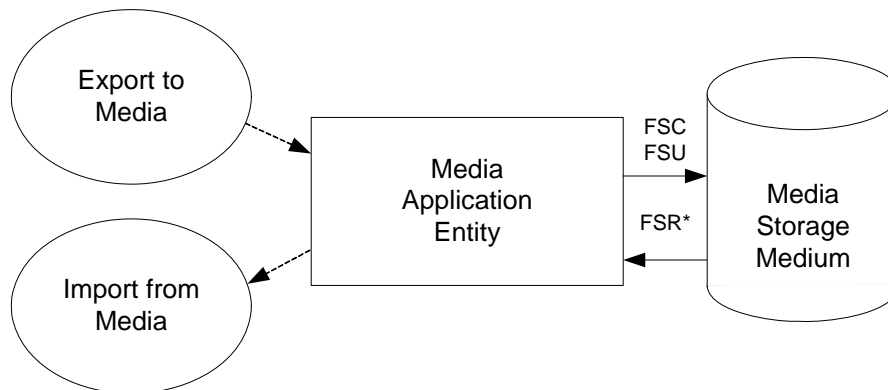 Export to
Media
Media
Application
Entity
FSC
FSU
FSR*
Media
Storage
Medium
Import from
Media